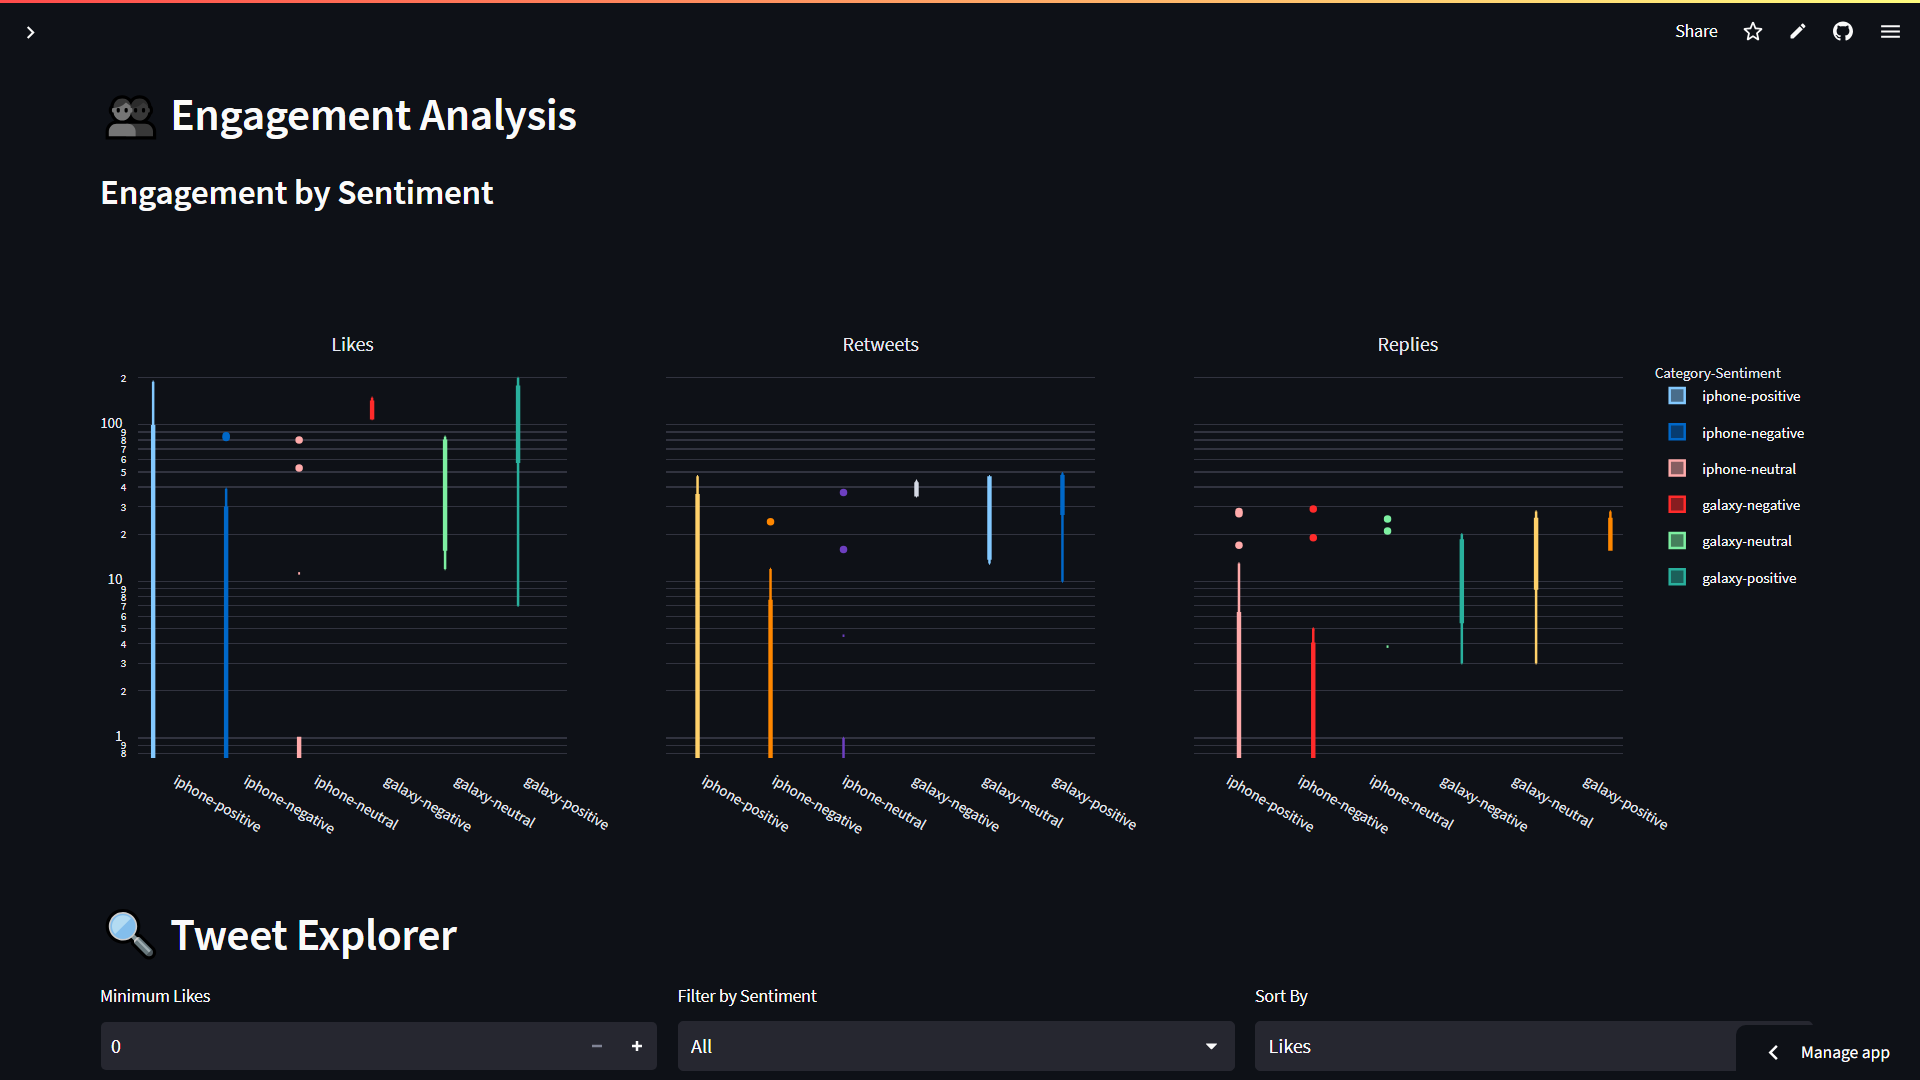 Share
Engagement Analysis
Engagement by Sentiment
Likes
Retweets
Replies
2
100
9
8
7
6
5
4
3
2
10
9
8
7
6
5
4
3
2
1
9
8
iphone-positive
iphone-negative
iphone-neutral
galaxy-negative
galaxy-neutral
galaxy-positive
iphone-positive
iphone-negative
iphone-neutral
galaxy-negative
galaxy-neutral
galaxy-positive
iphone-positive
iphone-negative
iphone-neutral
galaxy-negative
galaxy-neutral
galaxy-positive
Category-Sentiment
iphone-positive
iphone-negative
iphone-neutral
galaxy-negative
galaxy-neutral
galaxy-positive
Tweet Explorer
Minimum Likes
0
Filter by Sentiment
All
Sort By
Likes
Manage app